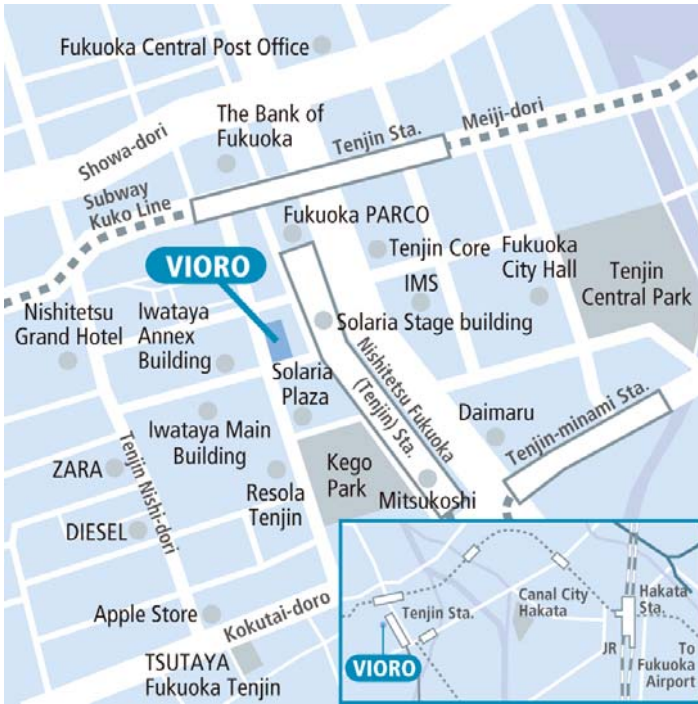 Fukuoka Central Post Office
The Bank of
Fukuoka
Tenjin Sta.
Meiji-dori
Showa-dori
Subway
Kuko Line
Fukuoka PARCO
VIORO
Tenjin Core
Fukuoka
City Hall
Tenjin
Central Park
IMS
Nishitetsu
Grand Hotel
Iwataya
Annex
Building
Solaria Stage building
Solaria
Plaza
Nishitetsu Fukuoka
(Tenjin) Sta.
Daimaru
Tenjin-minami Sta.
Iwataya Main
Building
Tenjin Nishi-dori
ZARA
Resola
Tenjin
Kego
Park
Mitsukoshi
DIESEL
Apple Store
Kokutai-doro
TSUTAYA
Fukuoka Tenjin
Tenjin Sta.
Canal City
Hakata
Hakata
Sta.
JR
To
Fukuoka
Airport
VIORO